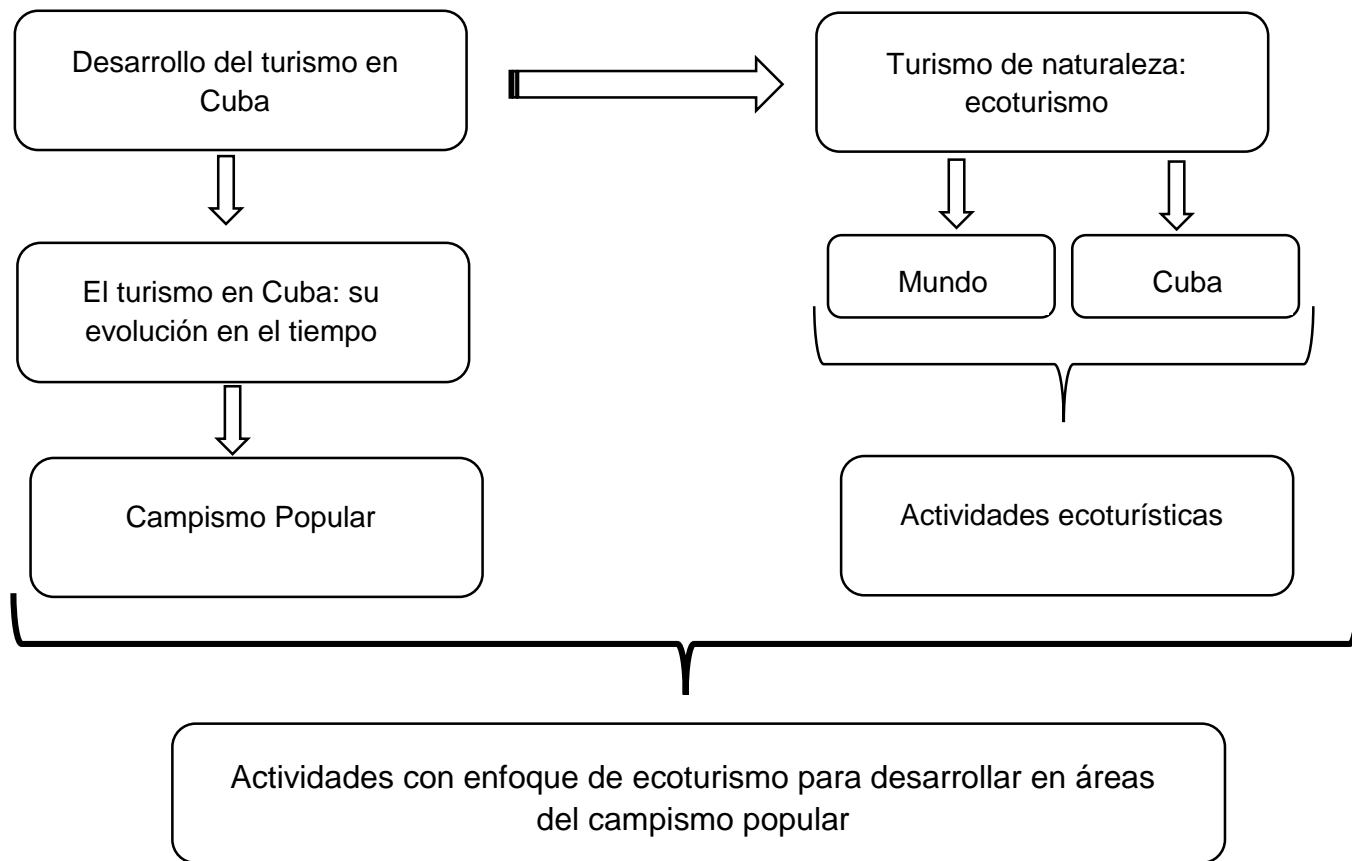 Desarrollo del turismo en
Cuba
Turismo de naturaleza:
ecoturismo
El turismo en Cuba: su
evolución en el tiempo
Mundo
Cuba
Campismo Popular
Actividades ecoturísticas
Actividades con enfoque de ecoturismo para desarrollar en áreas
del campismo popular